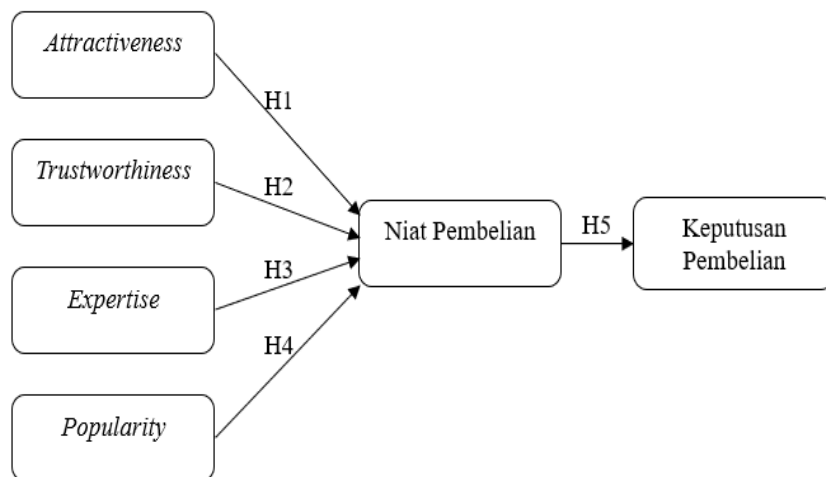 Attractiveness
H1
Trustworthiness
H2
Niat Pembelian
H5
Keputusan
Pembelian
H3
Expertise
H4
Popularity